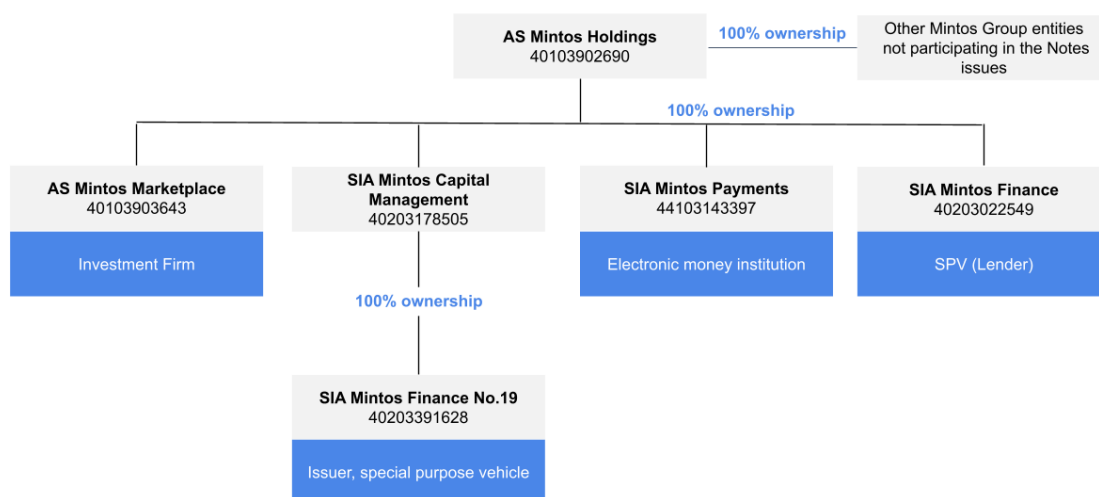 AS Mintos Holdings
40103902690
100% ownership
Other Mintos Group entities
not participating in the Notes
issues
100% ownership
AS Mintos Marketplace
40103903643
Investment Firm
SIA Mintos Capital
Management
40203178505
SIA Mintos Payments
44103143397
Electronic money institution
SIA Mintos Finance
40203022549
SPV (Lender)
100% ownership
SIA Mintos Finance No.19
40203391628
Issuer, special purpose vehicle